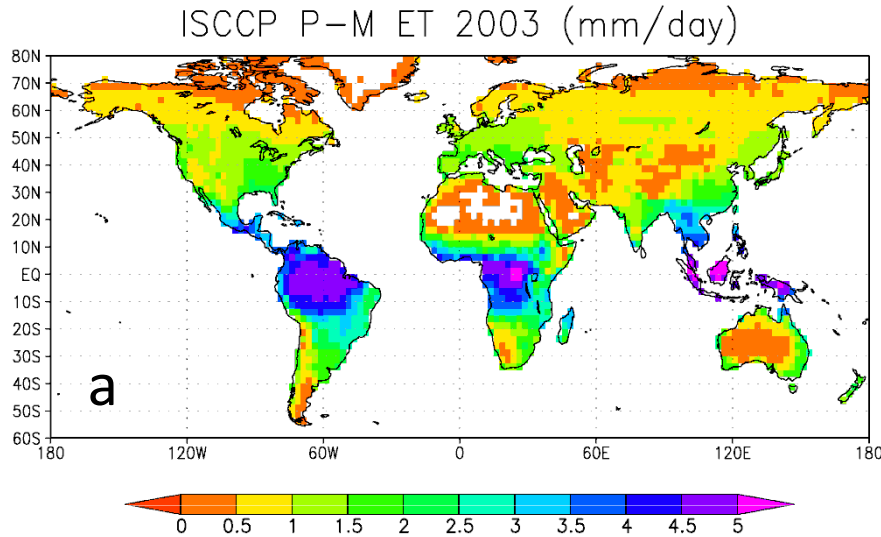 ISCCP P-M ET 2003 (mm/day)
80N
70N
60N
50N
40N
30N
20N
10N
EQ
10S
20S
30S
40S
50S
60S
a
180 120W 60W 0 60E 120E 180
0 0.5 1 1.5 2 2.5 3 3.5 4 4.5 5